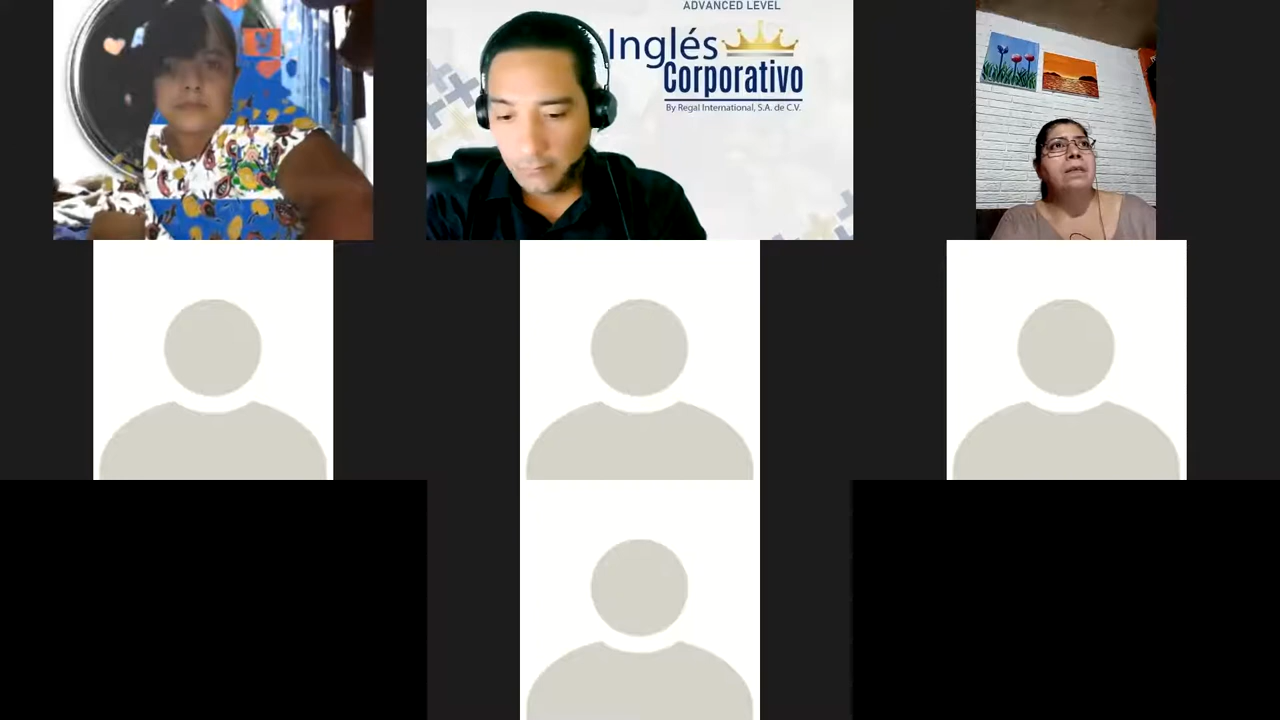 ADVANCED LEVEL
Inglés
Corporativo
By Regal International, S.A. de C.V.